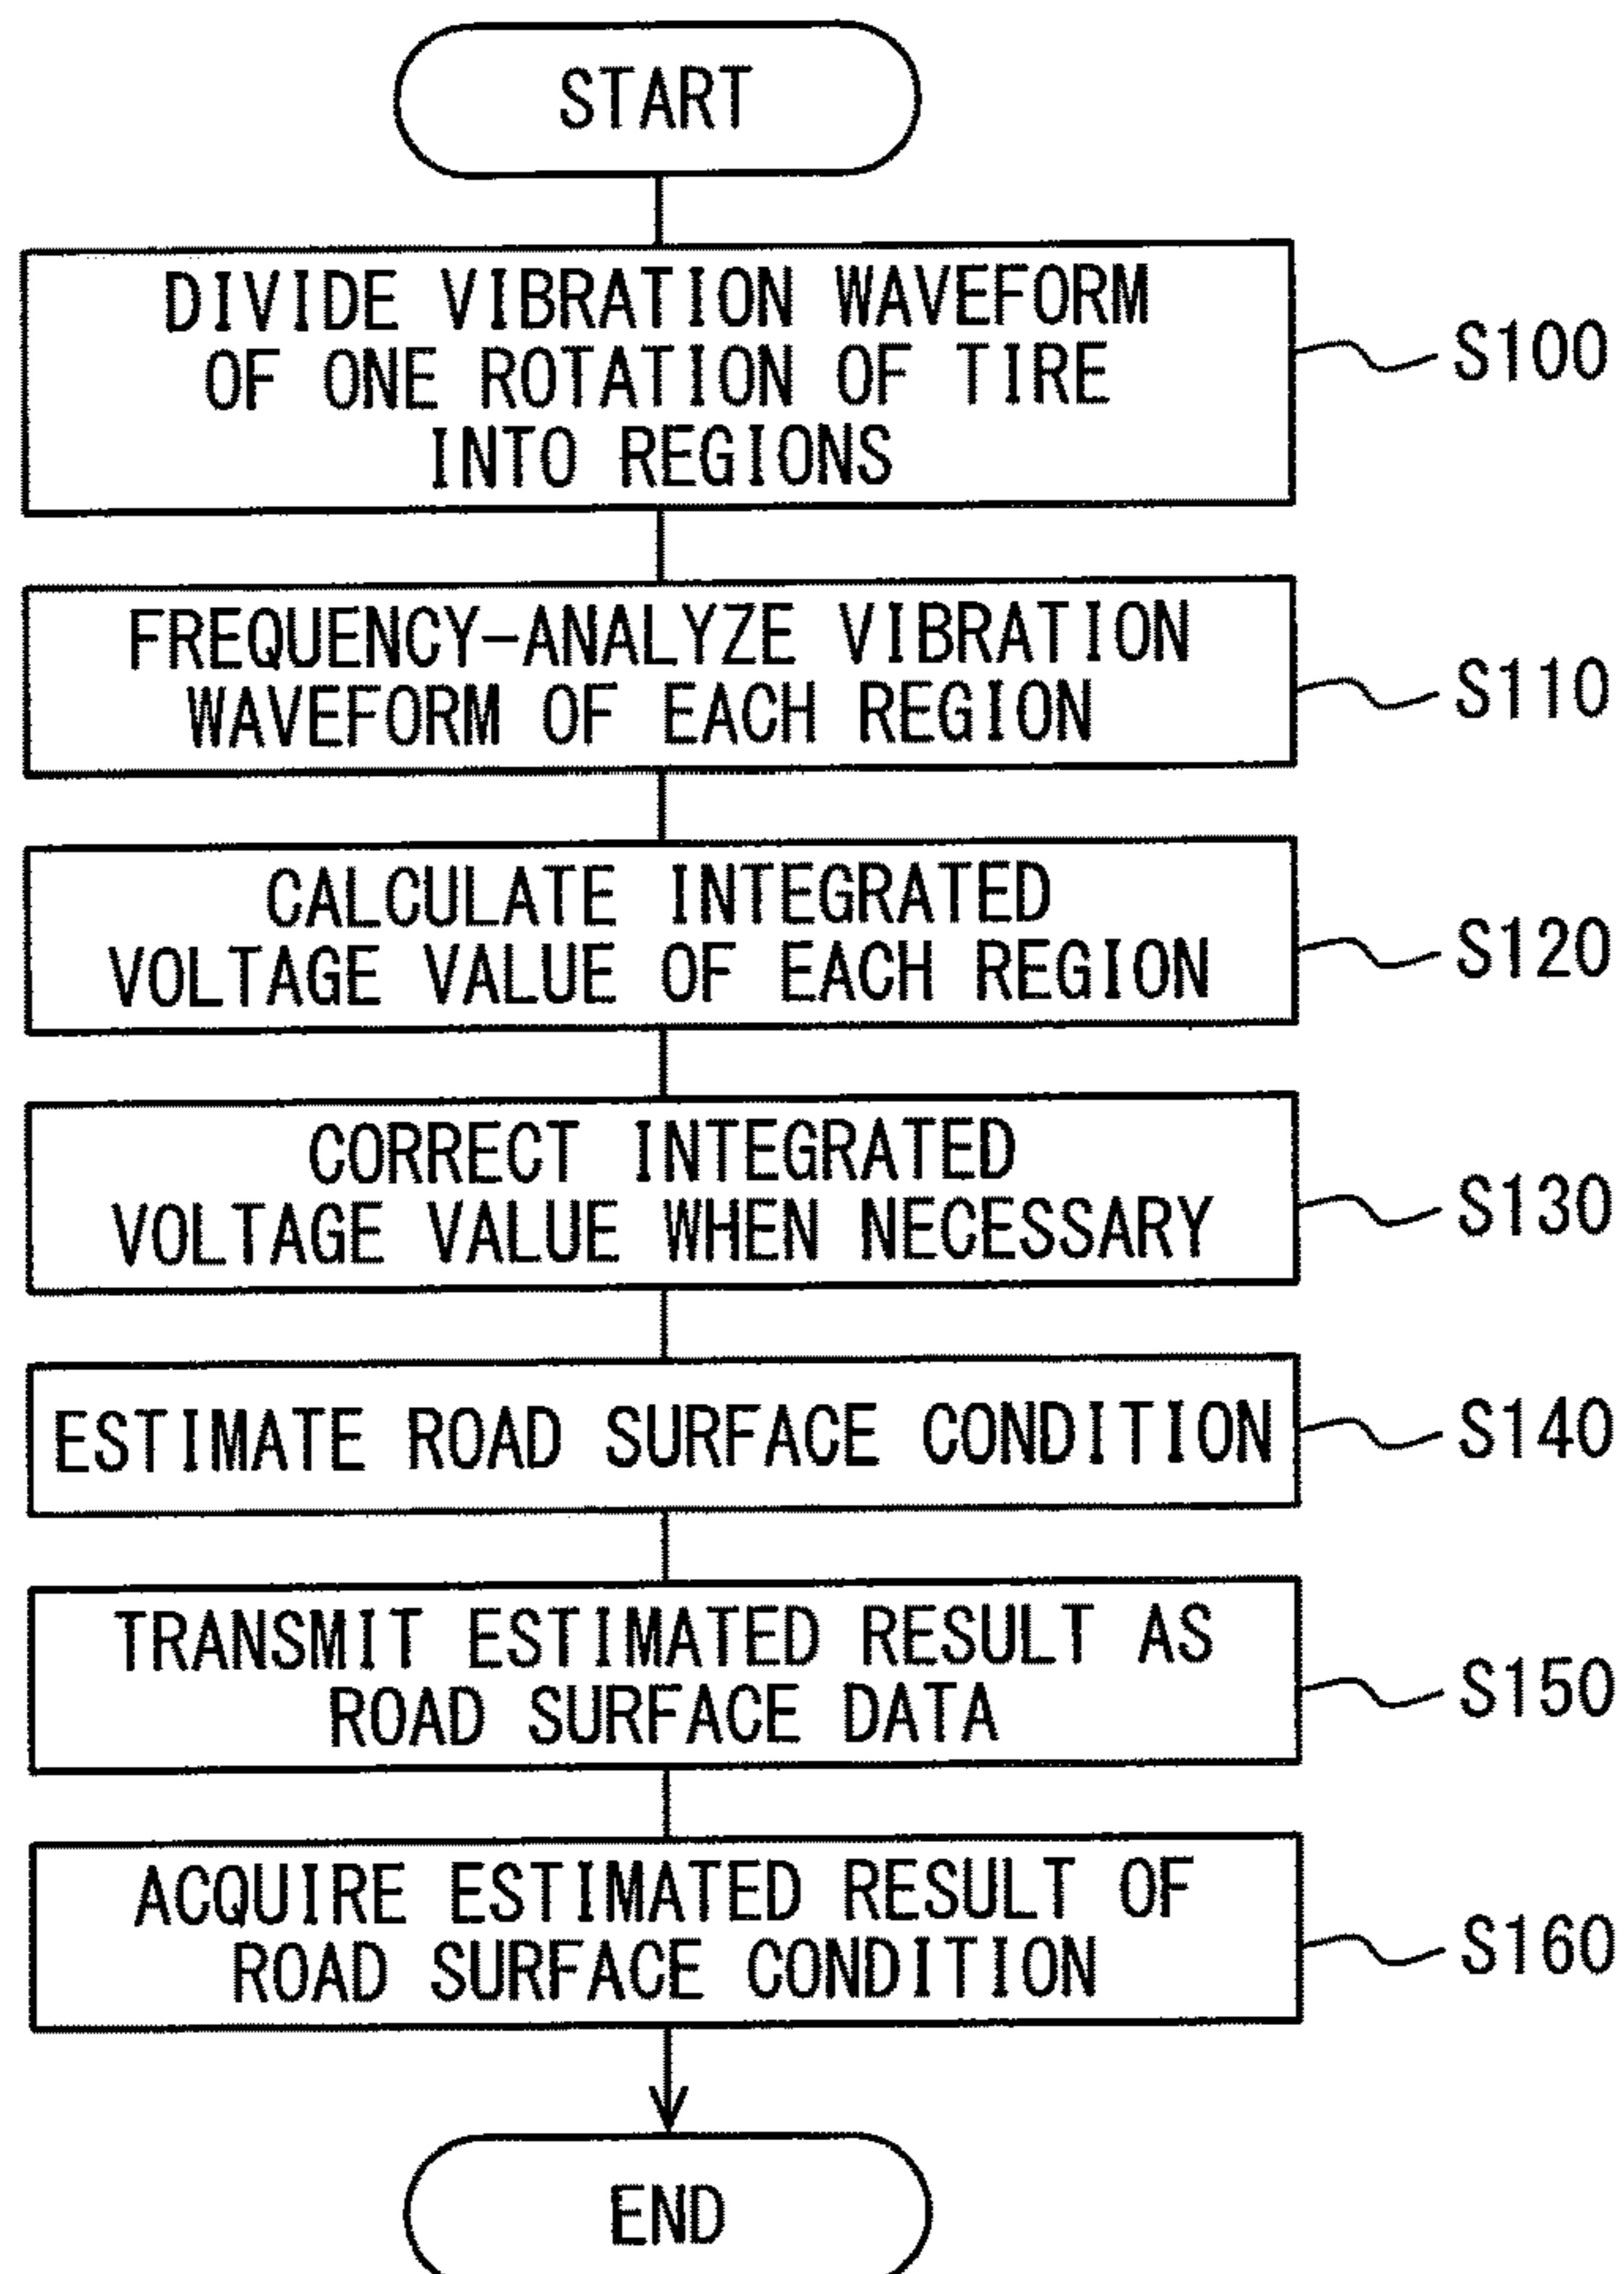 START
DIVIDE VIBRATION WAVEFORM
OF ONE ROTATION OF TIRE
INTO REGIONS
S100
FREQUENCY-ANALYZE VIBRATION
WAVEFORM OF EACH REGION
S110
CALCULATE INTEGRATED
VOLTAGE VALUE OF EACH REGION
S120
CORRECT INTEGRATED
VOLTAGE VALUE WHEN NECESSARY
S130
ESTIMATE ROAD SURFACE CONDITION
S140
TRANSMIT ESTIMATED RESULT AS
ROAD SURFACE DATA
S150
ACQUIRE ESTIMATED RESULT OF
ROAD SURFACE CONDITION
S160
END